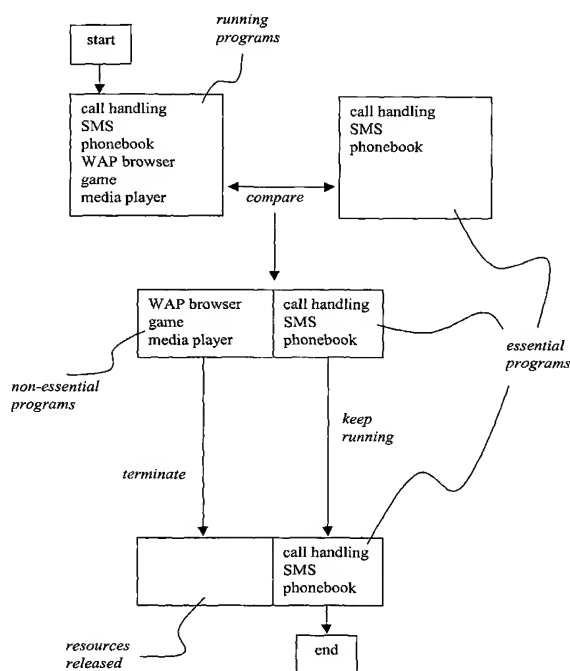 running
programs
start
call handling
SMS
phonebook
WAP browser
game
media player
call handling
SMS
phonebook
compare
WAP browser
game
media player
call handling
SMS
phonebook
essential
programs
non-essential
programs
keep
running
terminate
call handling
SMS
phonebook
resources
released
end